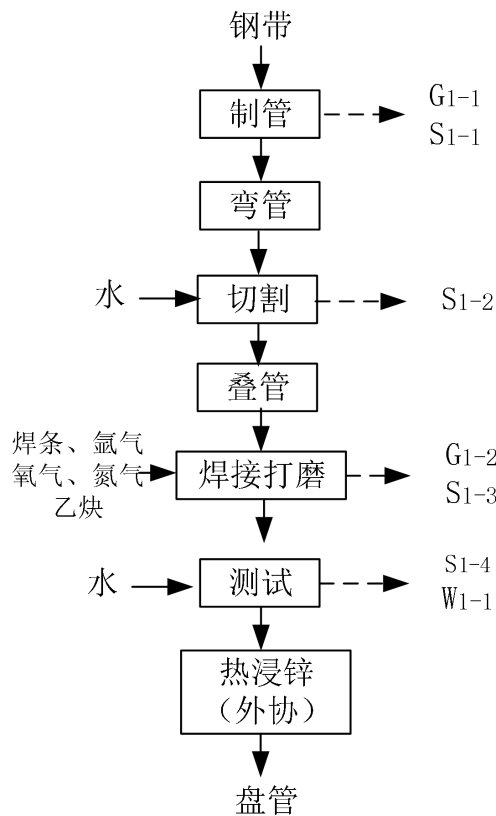 钢带
制管
G1-1
S1-1
弯管
水
切割
S1-2
叠管
焊条、氩气
氧气、氮气
乙炔
焊接打磨
G1-2
S1-3
水
测试
S1-4
W1-1
热浸锌
（外协）
盘管